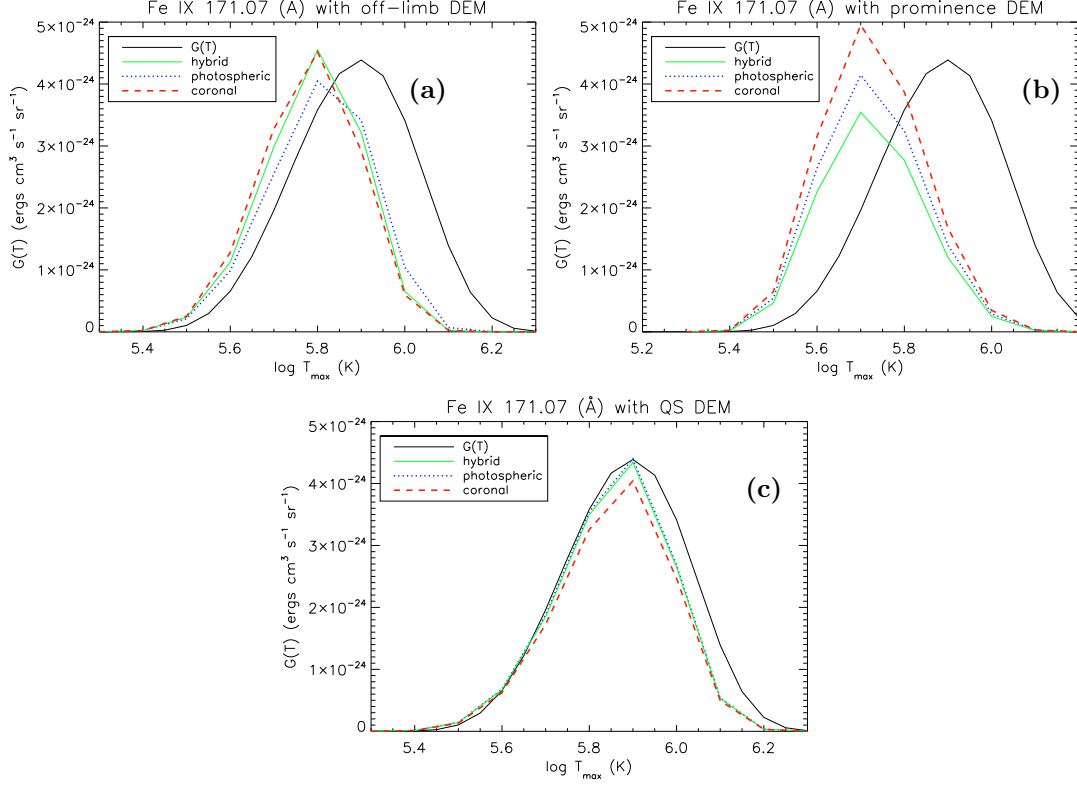 Fe IX 171.07 (A) with off-limb DEM
G(T)
hybrid
photospheric
coronal
(a)
G(T) (ergs cm³ s⁻¹ sr⁻¹)
5×10⁻²⁴
4×10⁻²⁴
3×10⁻²⁴
2×10⁻²⁴
1×10⁻²⁴
0
5.4 5.6 5.8 6.0 6.2
log T_max (K)
Fe IX 171.07 (A) with prominence DEM
G(T)
hybrid
photospheric
coronal
(b)
G(T) (ergs cm³ s⁻¹ sr⁻¹)
5×10⁻²⁴
4×10⁻²⁴
3×10⁻²⁴
2×10⁻²⁴
1×10⁻²⁴
0
5.2 5.4 5.6 5.8 6.0
log T_max (K)
Fe IX 171.07 (Å) with QS DEM
G(T)
hybrid
photospheric
coronal
(c)
G(T) (ergs cm³ s⁻¹ sr⁻¹)
5×10⁻²⁴
4×10⁻²⁴
3×10⁻²⁴
2×10⁻²⁴
1×10⁻²⁴
0
5.4 5.6 5.8 6.0 6.2
log T_max (K)